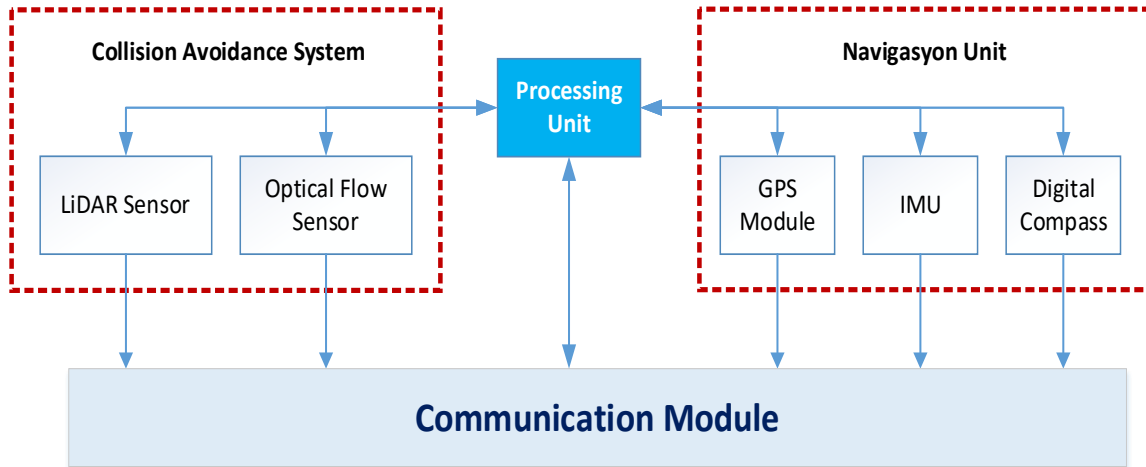 Collision Avoidance System
Processing
Unit
Navigasyon Unit
LiDAR Sensor
Optical Flow
Sensor
GPS
Module
IMU
Digital
Compass
Communication Module